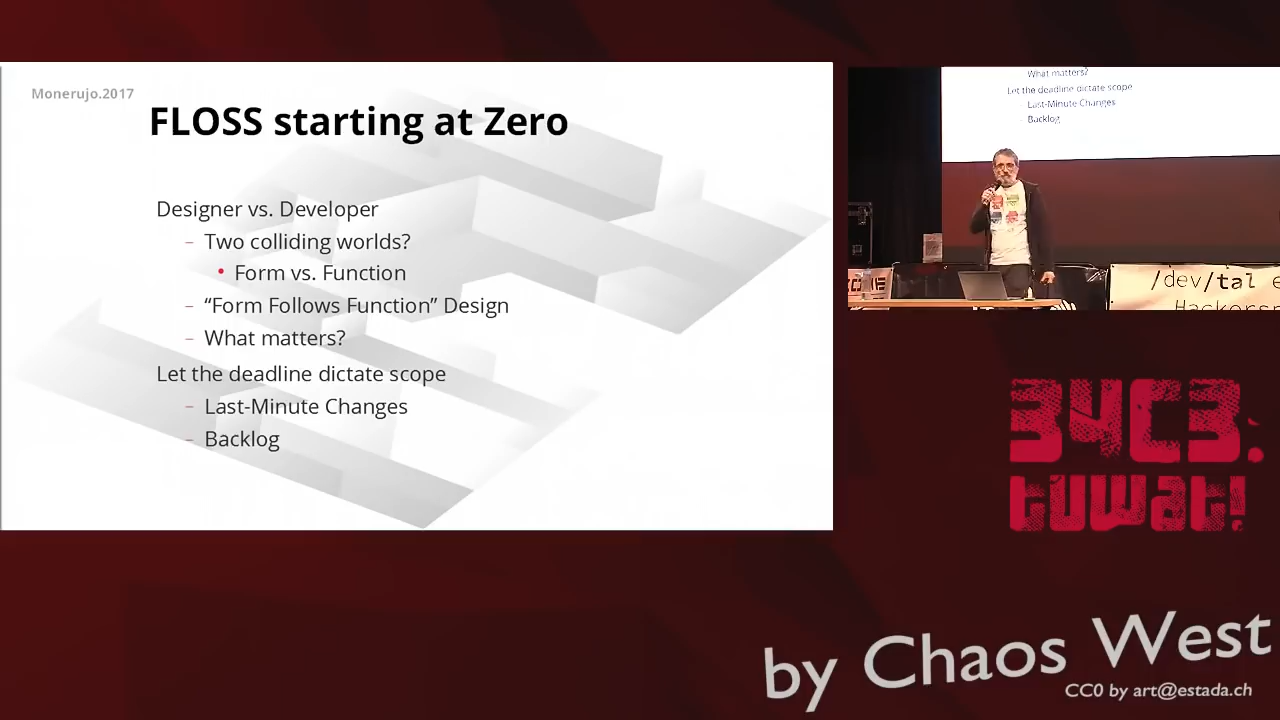 Monerujo.2017
FLOSS starting at Zero
Designer vs. Developer
– Two colliding worlds?
• Form vs. Function
– “Form Follows Function” Design
– What matters?
Let the deadline dictate scope
– Last-Minute Changes
– Backlog
What matters?
Let the deadline dictate scope
Last-Minute Changes
Backlog
/dev/tal e
34C3:
tuwat!
by Chaos West
CC0 by art@estada.ch